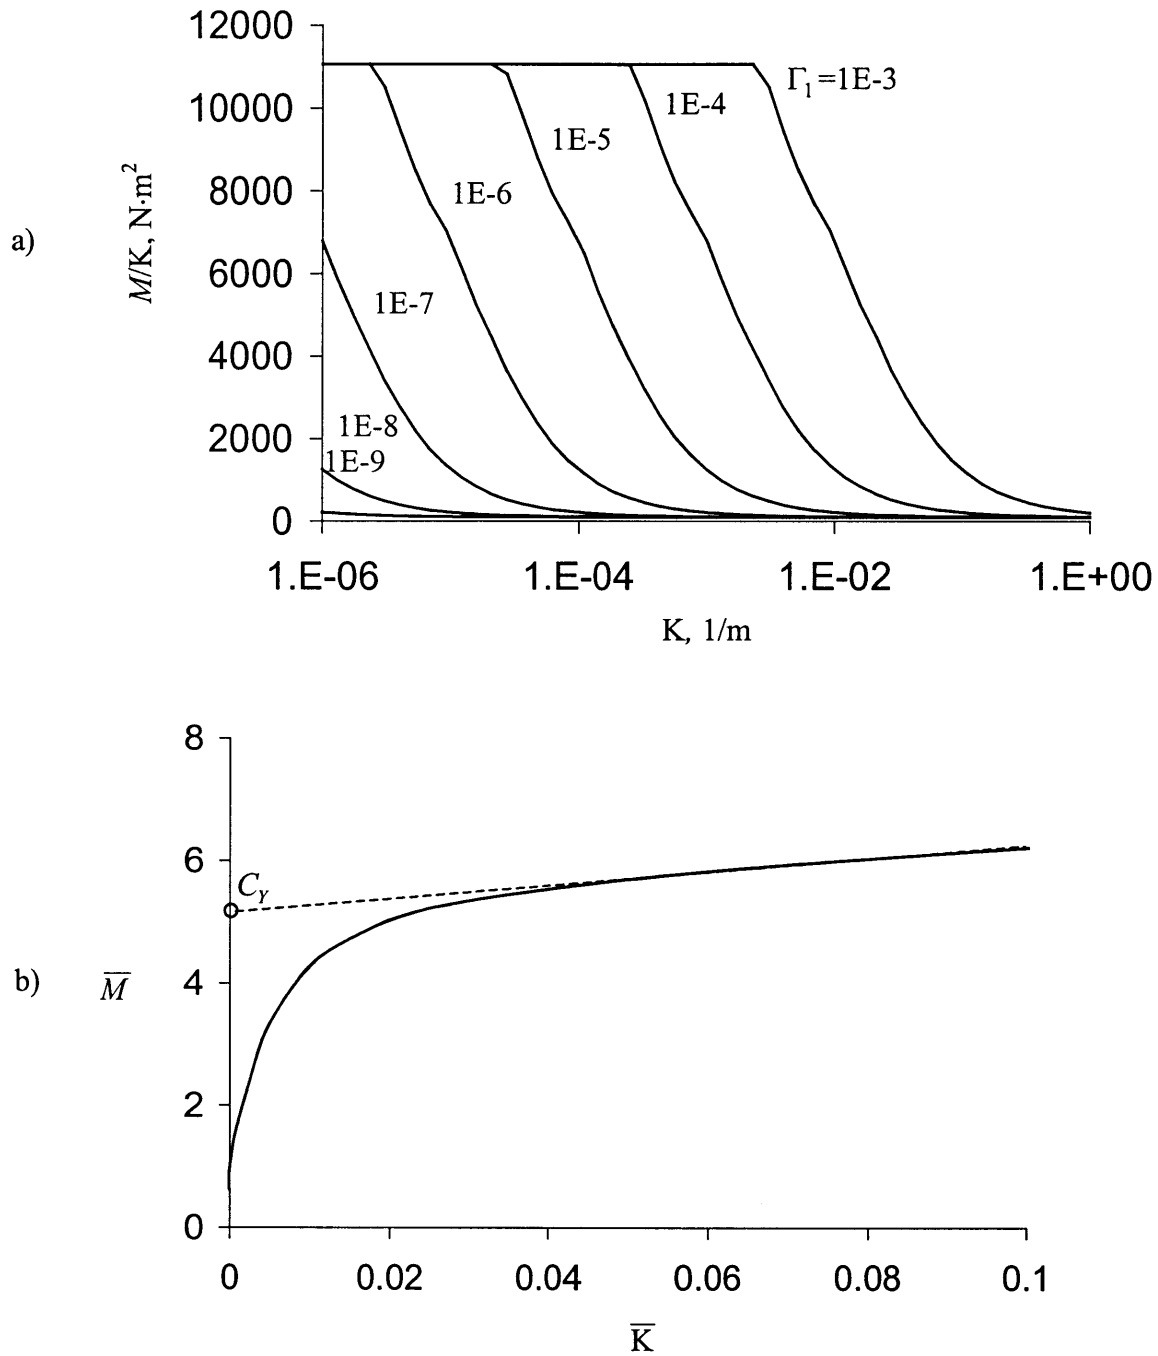 12000
10000
8000
6000
4000
2000
0
a)
M/K, N·m²
Γ₁=1E-3
1E-4
1E-5
1E-6
1E-7
1E-8
1E-9
1.E-06 1.E-04 1.E-02 1.E+00
K, 1/m
8
6
4
2
0
C_Y
b)
M̅
0 0.02 0.04 0.06 0.08 0.1
K̅